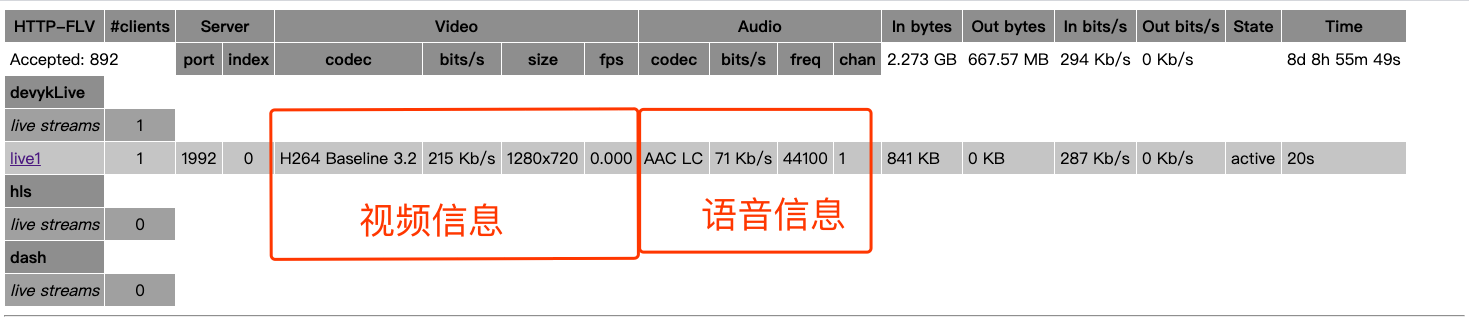 HTTP-FLV #clients Server Video Audio In bytes Out bytes In bits/s Out bits/s State Time
Accepted: 892 port index codec bits/s size fps codec bits/s freq chan 2.273 GB 667.57 MB 294 Kb/s 0 Kb/s 8d 8h 55m 49s
devykLive
live streams 1
live1 1 1992 0 H264 Baseline 3.2 215 Kb/s 1280x720 0.000 AAC LC 71 Kb/s 44100 1 841 KB 0 KB 287 Kb/s 0 Kb/s active 20s
hls
live streams 0
视频信息 语音信息
dash
live streams 0